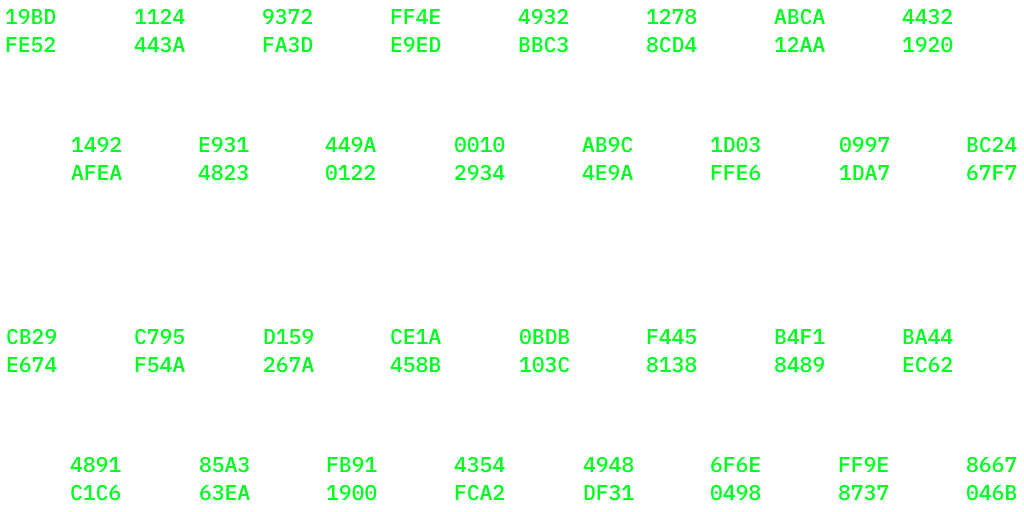 19BD 1124 9372 FF4E 4932 1278 ABCA 4432
FE52 443A FA3D E9ED BBC3 8CD4 12AA 1920
1492 E931 449A 0010 AB9C 1D03 0997 BC24
AFEA 4823 0122 2934 4E9A FFE6 1DA7 67F7
CB29 C795 D159 CE1A 0BDB F445 B4F1 BA44
E674 F54A 267A 458B 103C 8138 8489 EC62
4891 85A3 FB91 4354 4948 6F6E FF9E 8667
C1C6 63EA 1900 FCA2 DF31 0498 8737 046B